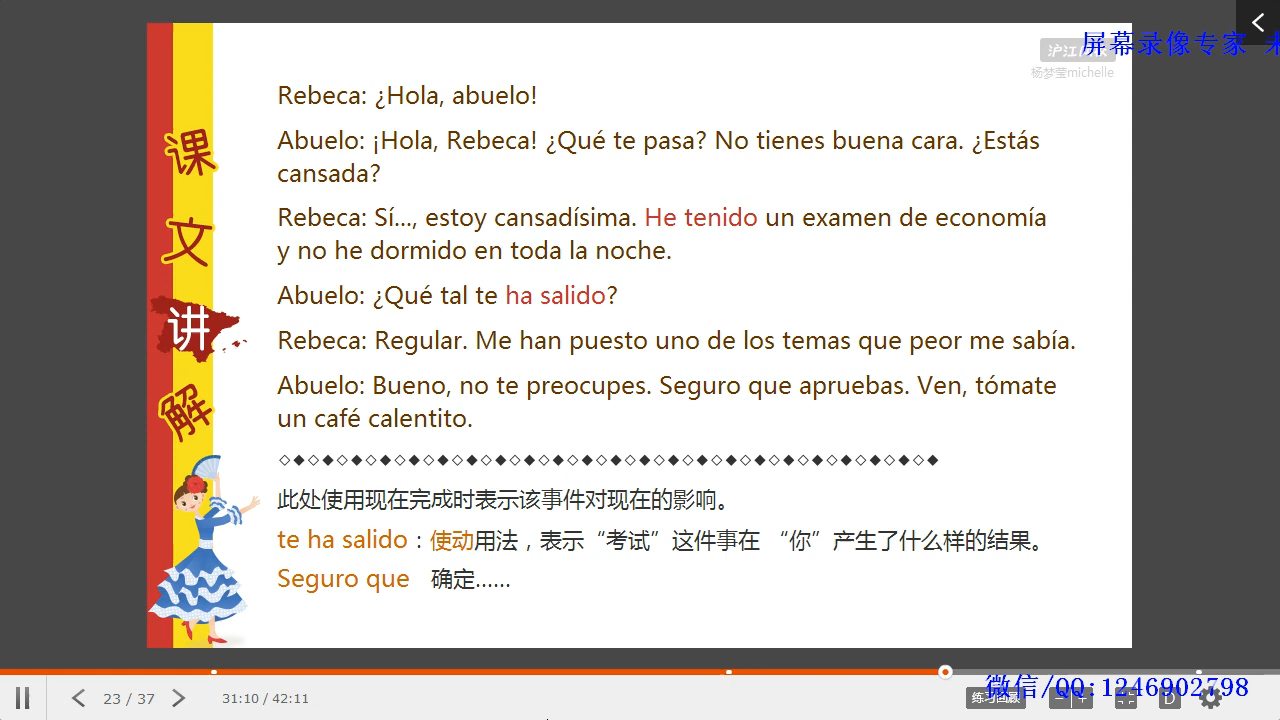 屏幕录像专家
沪江
杨梦莹michelle
课文讲解
Rebeca: ¿Hola, abuelo!
Abuelo: ¡Hola, Rebeca! ¿Qué te pasa? No tienes buena cara. ¿Estás
cansada?
Rebeca: Sí..., estoy cansadísima. He tenido un examen de economía
y no he dormido en toda la noche.
Abuelo: ¿Qué tal te ha salido?
Rebeca: Regular. Me han puesto uno de los temas que peor me sabía.
Abuelo: Bueno, no te preocupes. Seguro que apruebas. Ven, tómate
un café calentito.
此处使用现在完成时表示该事件对现在的影响。
te ha salido：使动用法，表示“考试”这件事在 “你”产生了什么样的结果。
Seguro que 确定……
23 / 37
31:10 / 42:11
微信/QQ:1246902798